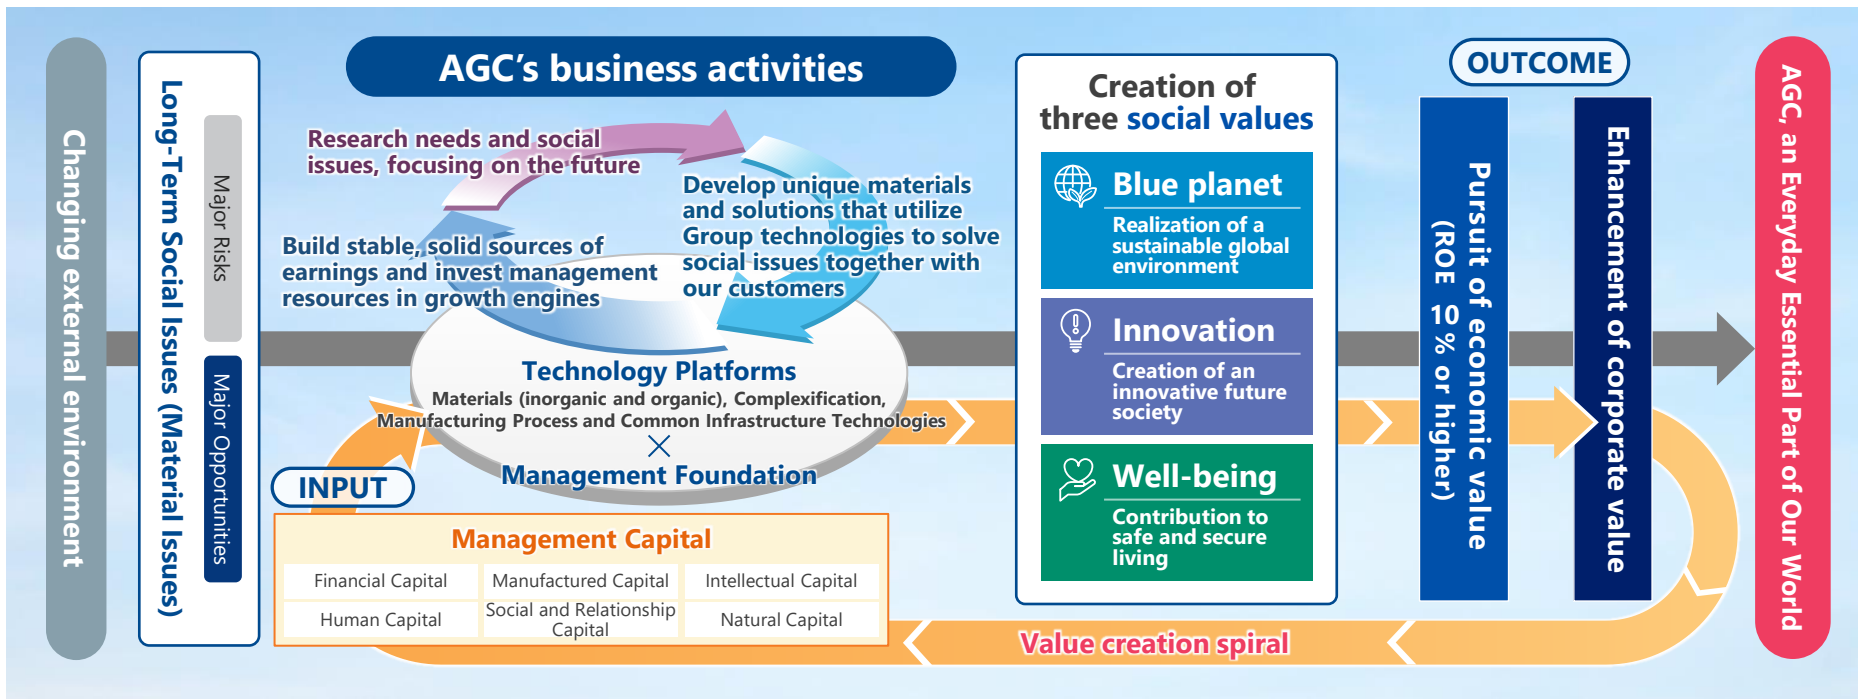 Changing external environment
Long-Term Social Issues (Material Issues)
Major Risks
Major Opportunities
AGC's business activities
Research needs and social
issues, focusing on the future
Develop unique materials
and solutions that utilize
Group technologies to solve
social issues together with
our customers
Build stable, solid sources of
earnings and invest management
resources in growth engines
Technology Platforms
Materials (inorganic and organic), Complexification,
Manufacturing Process and Common Infrastructure Technologies
×
Management Foundation
INPUT
Management Capital
Financial Capital
Manufactured Capital
Intellectual Capital
Human Capital
Social and Relationship
Capital
Natural Capital
Creation of
three social values
Blue planet
Realization of a
sustainable global
environment
Innovation
Creation of an
innovative future
society
Well-being
Contribution to
safe and secure
living
Value creation spiral
OUTCOME
Pursuit of economic value
(ROE 10% or higher)
Enhancement of corporate value
AGC, an Everyday Essential Part of Our World